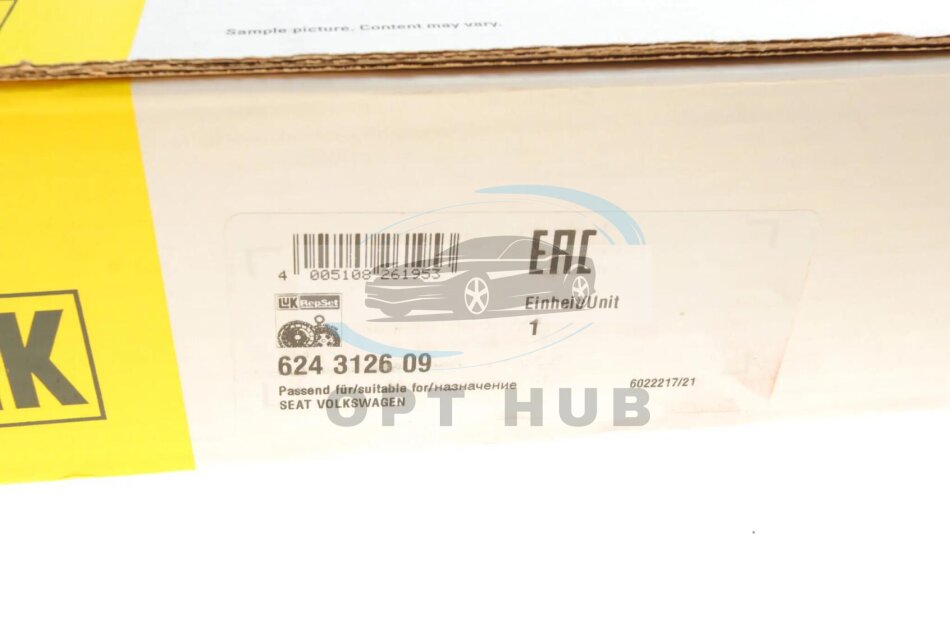 Sample picture. Content may vary.
4 005108 261953
EAC
LuK RepSet
Einheit/Unit
1
624 3126 09
Passend für/suitable for/назначение
SEAT VOLKSWAGEN
6022217/21
OPT HUB